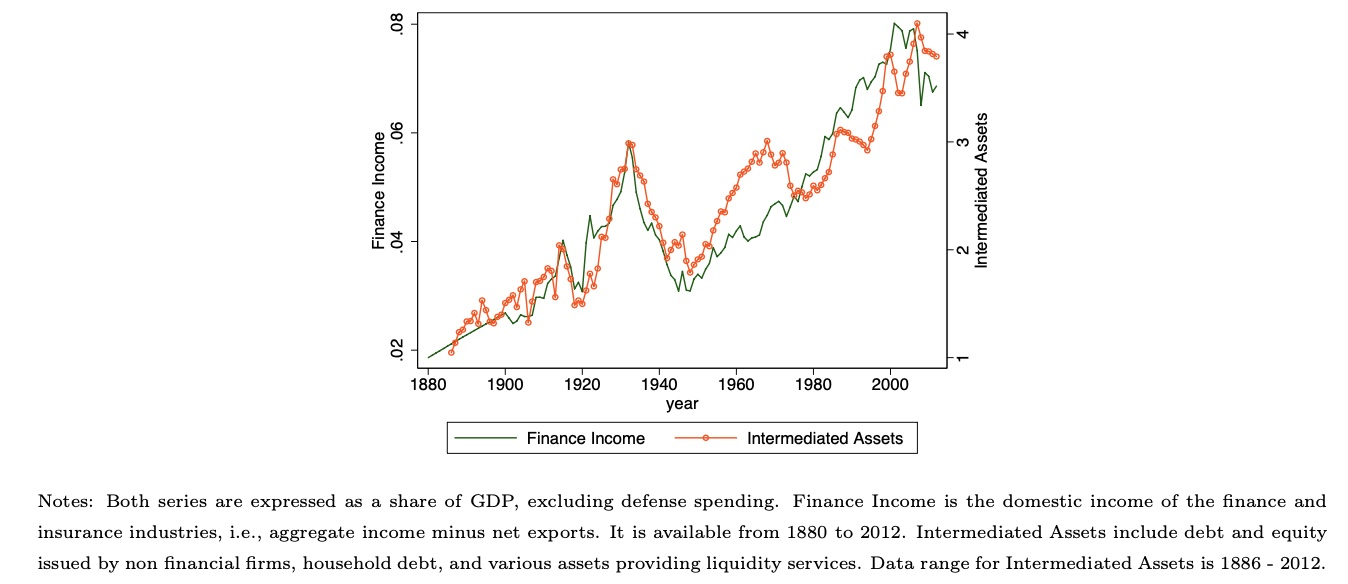 .08
.06
.04
.02
Finance Income
4
3
2
1
Intermediated Assets
1880 1900 1920 1940 1960 1980 2000
year
Finance Income Intermediated Assets
Notes: Both series are expressed as a share of GDP, excluding defense spending. Finance Income is the domestic income of the finance and
insurance industries, i.e., aggregate income minus net exports. It is available from 1880 to 2012. Intermediated Assets include debt and equity
issued by non financial firms, household debt, and various assets providing liquidity services. Data range for Intermediated Assets is 1886 - 2012.